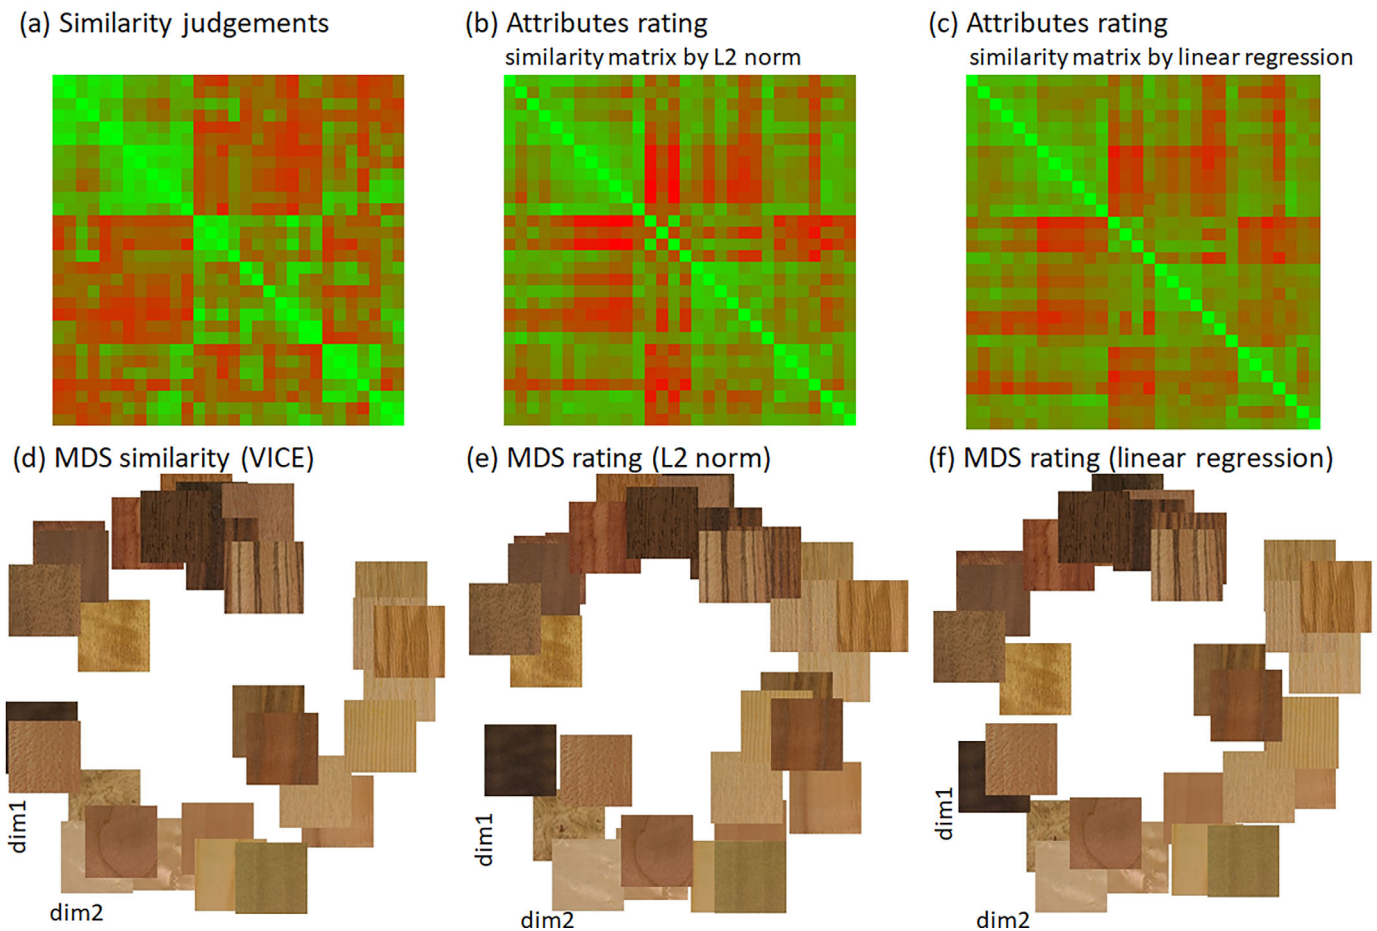 (a) Similarity judgements
(b) Attributes rating
similarity matrix by L2 norm
(c) Attributes rating
similarity matrix by linear regression
(d) MDS similarity (VICE)
(e) MDS rating (L2 norm)
(f) MDS rating (linear regression)
dim1
dim2
dim1
dim2
dim1
dim2